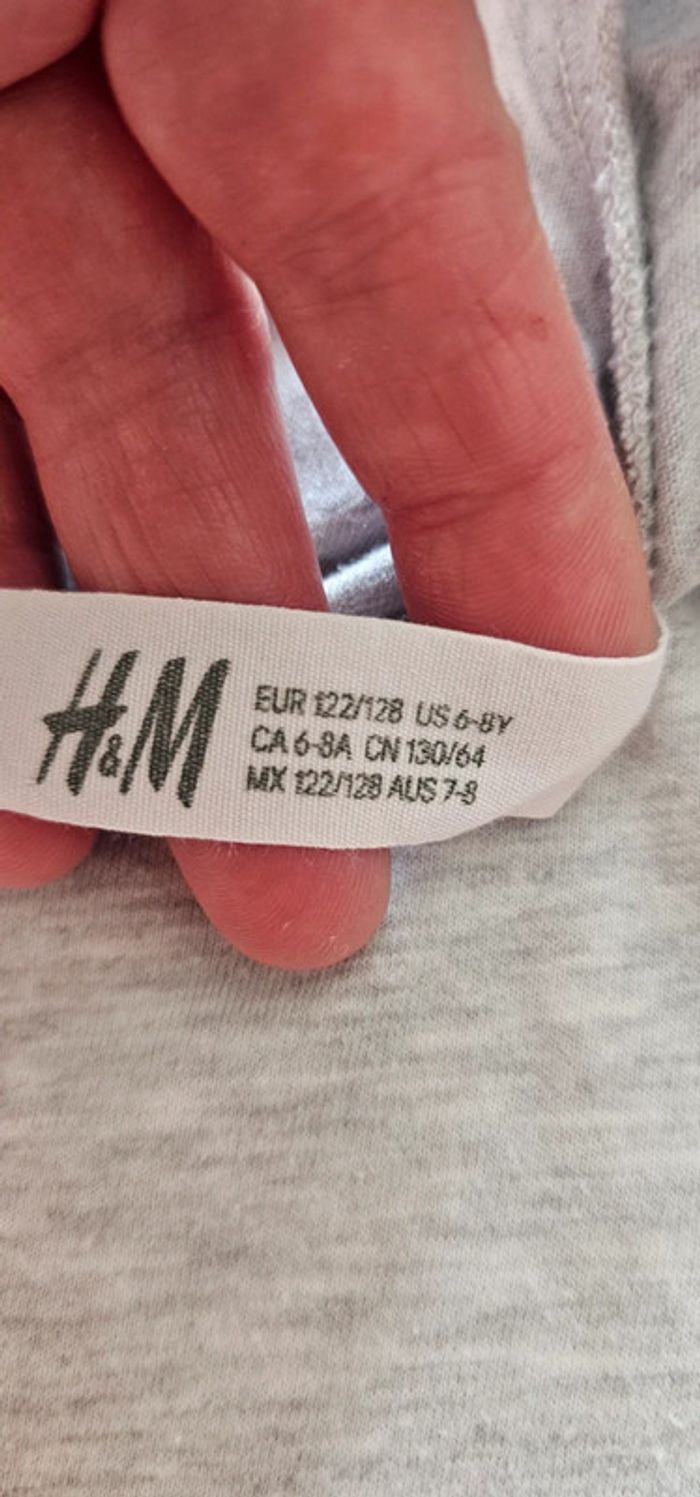 H&M
EUR 122/128 US 6-8Y
CA 6-8A CN 130/64
MX 122/128 AUS 7-8